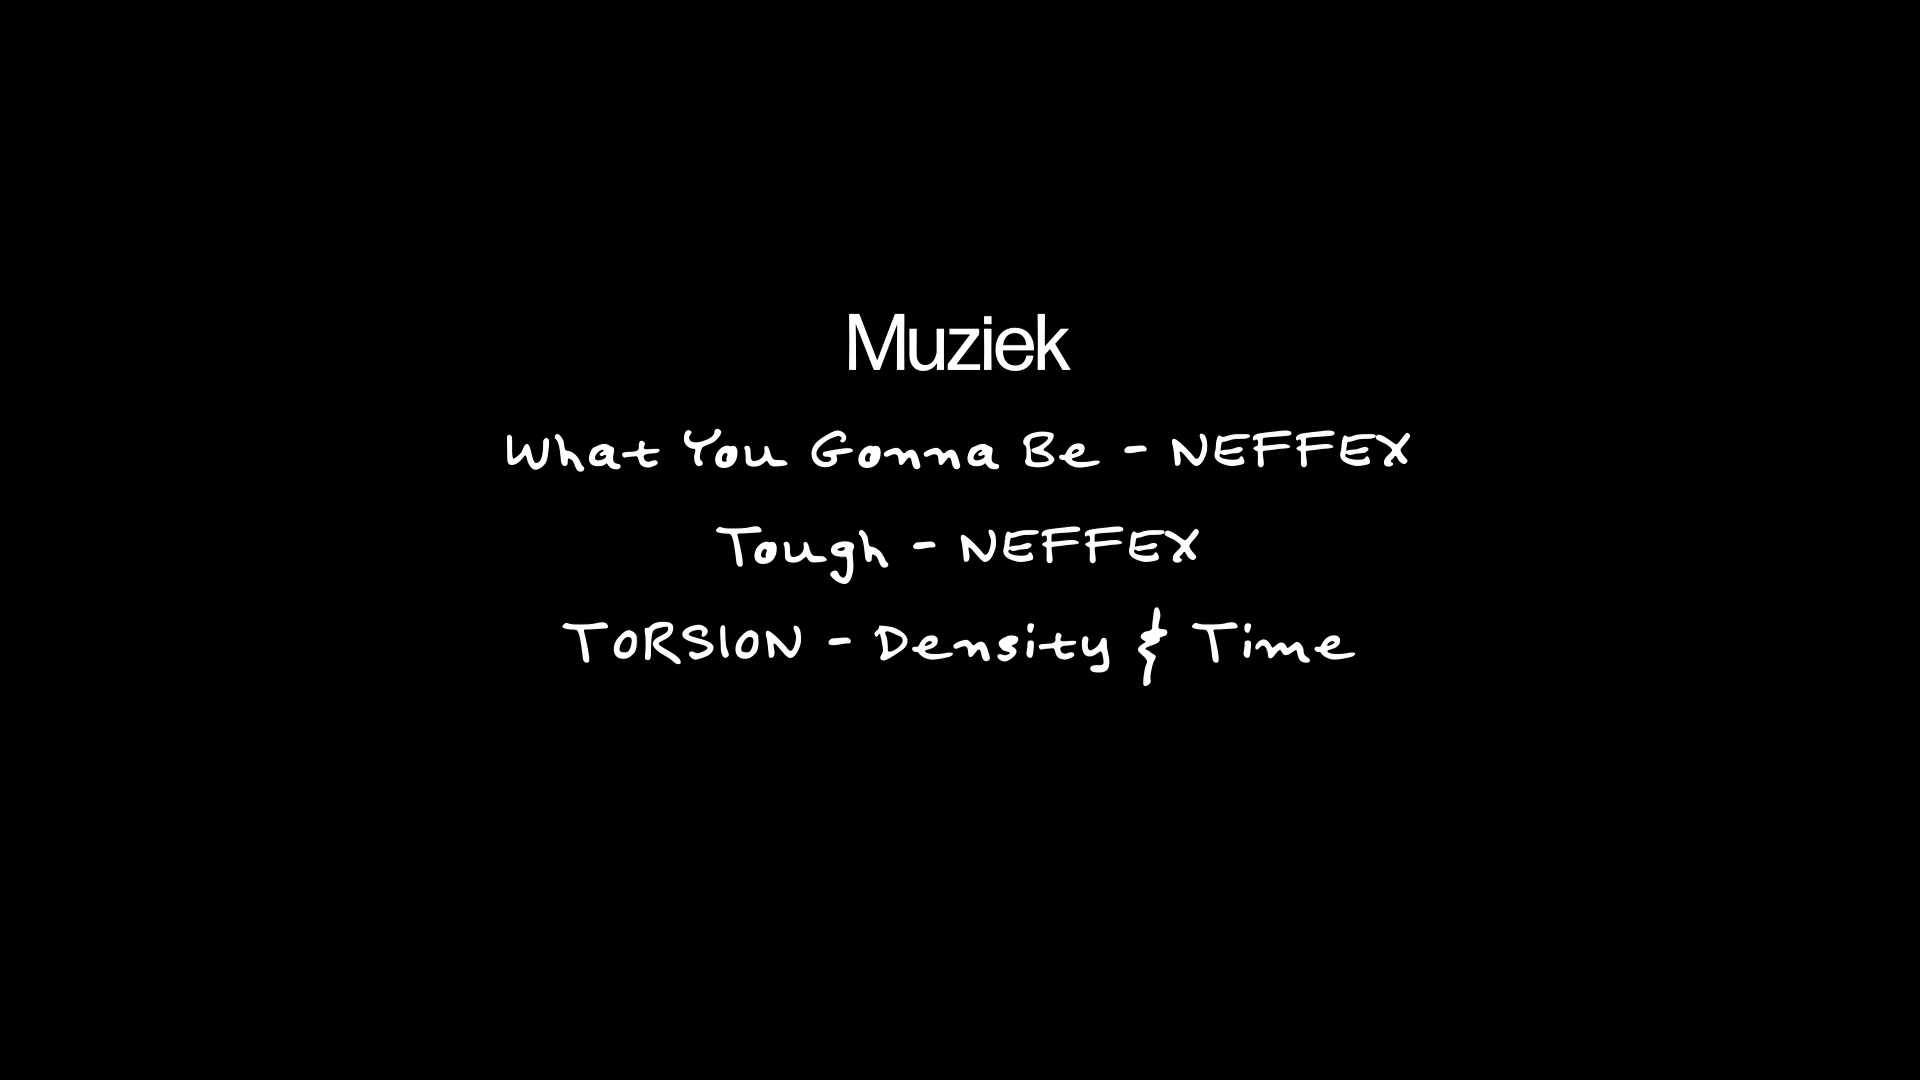 Muziek
What You Gonna Be - NEFFEX
Tough - NEFFEX
TORSION - Density & Time